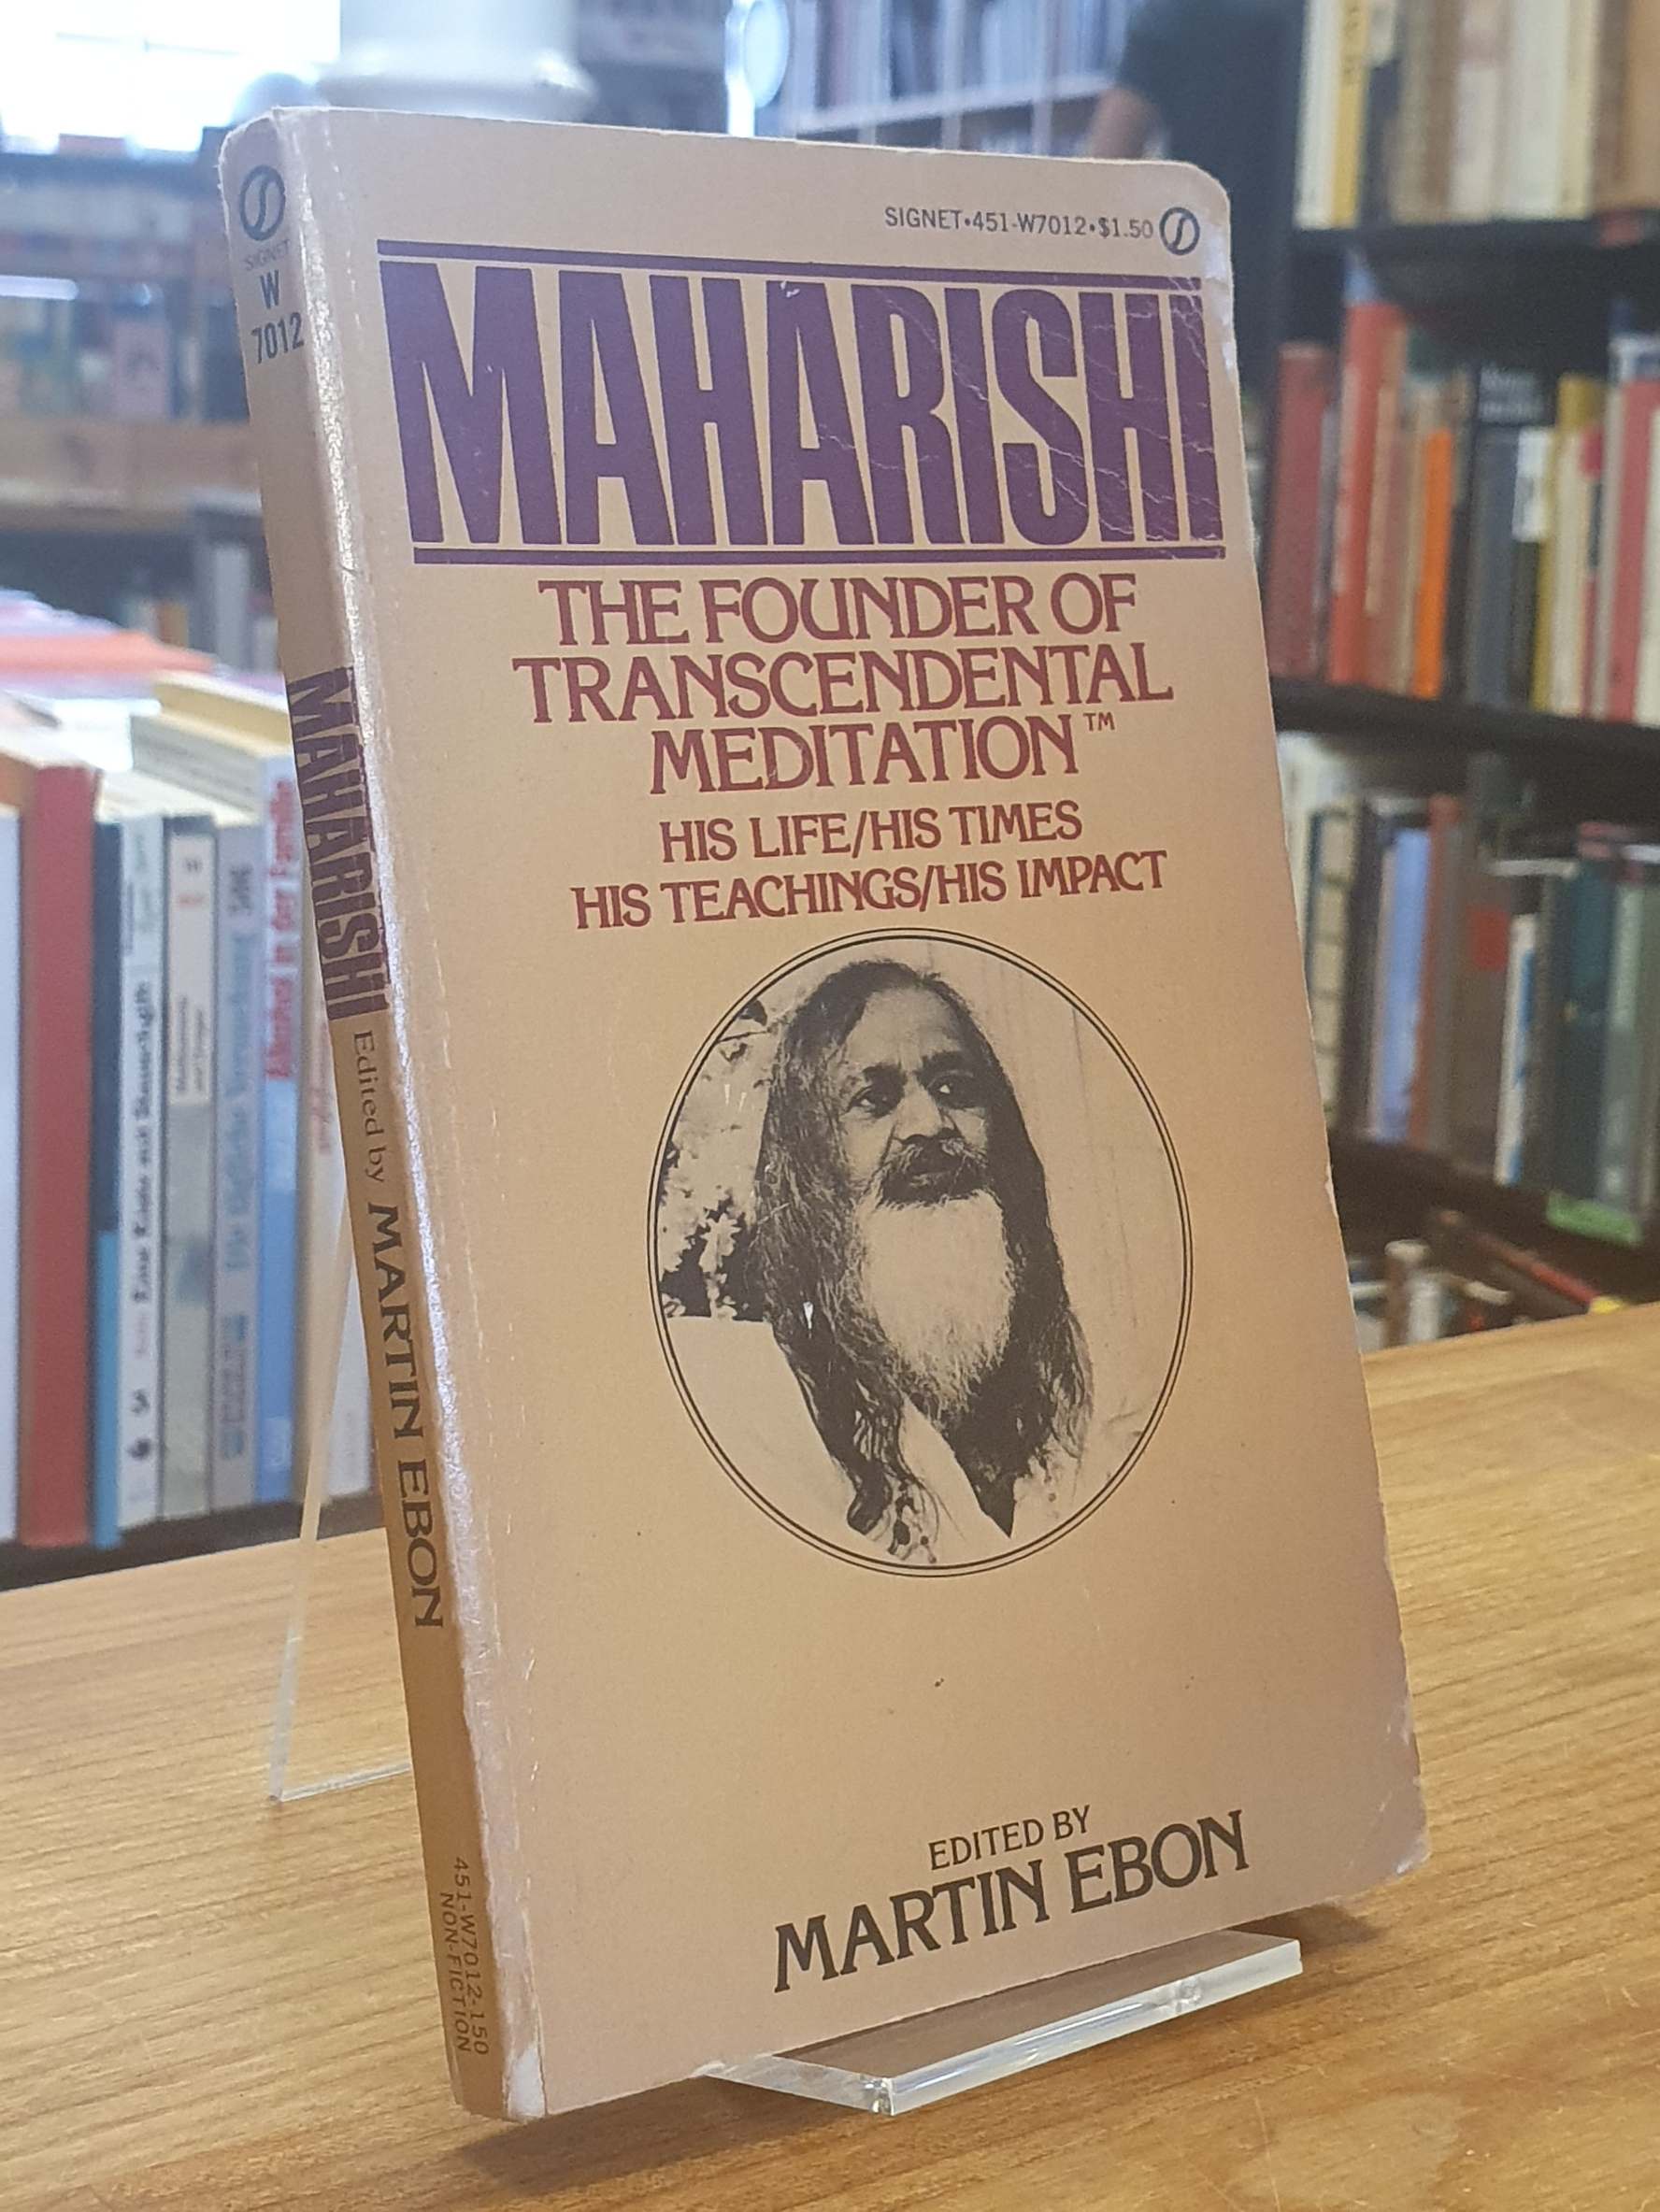 SIGNET•451-W7012•$1.50
MAHARISHI
THE FOUNDER OF
TRANSCENDENTAL
MEDITATION™
HIS LIFE/HIS TIMES
HIS TEACHINGS/HIS IMPACT
EDITED BY
MARTIN EBON
SIGNET
W
7012
MAHARISHI Edited by MARTIN EBON
451-W7012-150
NON-FICTION